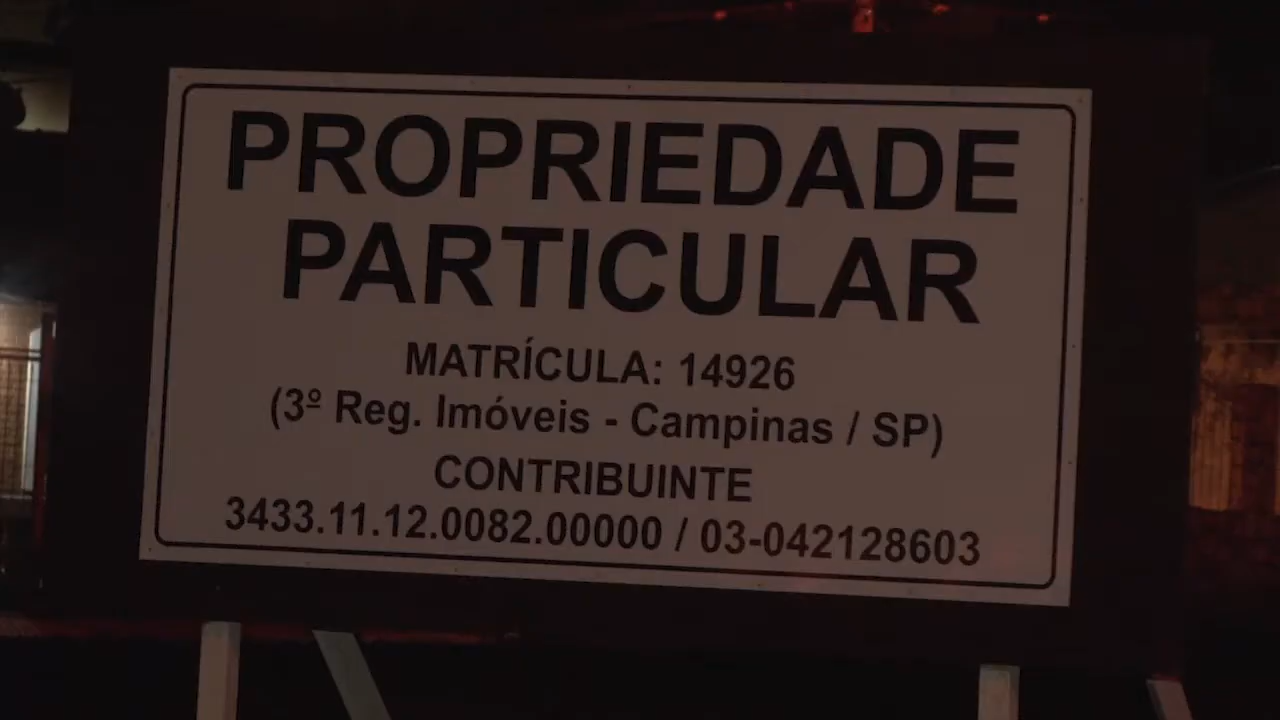 PROPRIEDADE
PARTICULAR
MATRÍCULA: 14926
(3º Reg. Imóveis - Campinas / SP)
CONTRIBUINTE
3433.11.12.0082.00000 / 03-042128603